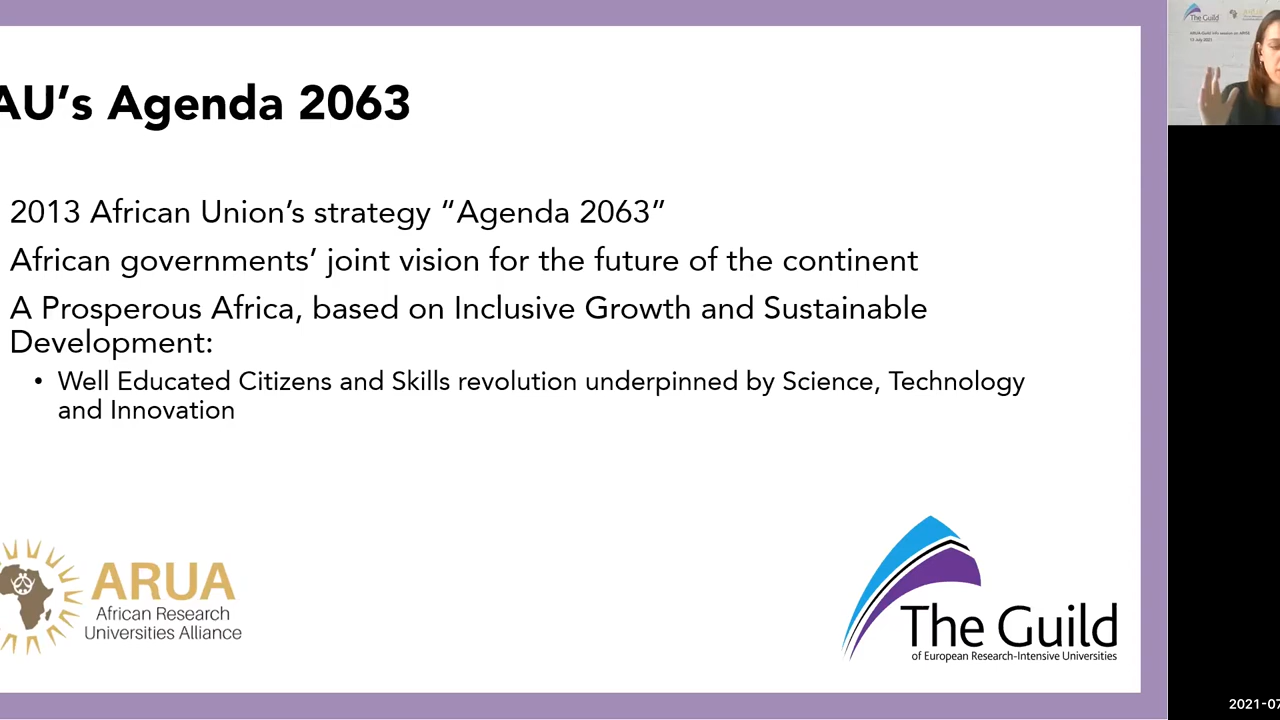 AU’s Agenda 2063
2013 African Union’s strategy “Agenda 2063”
African governments’ joint vision for the future of the continent
A Prosperous Africa, based on Inclusive Growth and Sustainable
Development:
• Well Educated Citizens and Skills revolution underpinned by Science, Technology
and Innovation
ARUA
African Research
Universities Alliance
The Guild
of European Research-Intensive Universities
The Guild
2021-07